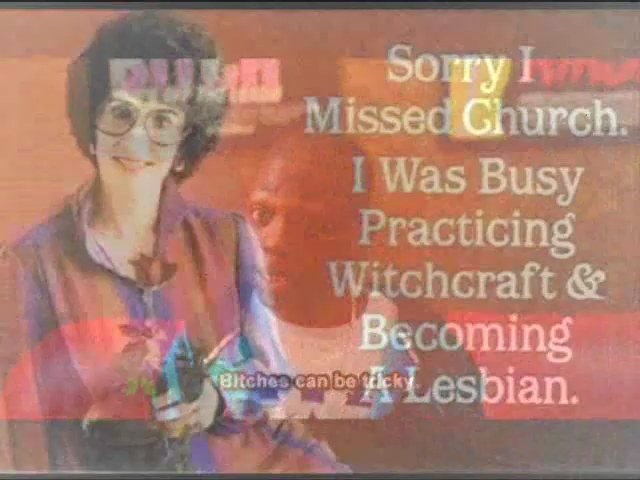 Sorry I
Missed Church.
I Was Busy
Practicing
Witchcraft &
Becoming
A Lesbian.
Bitches can be tricky.